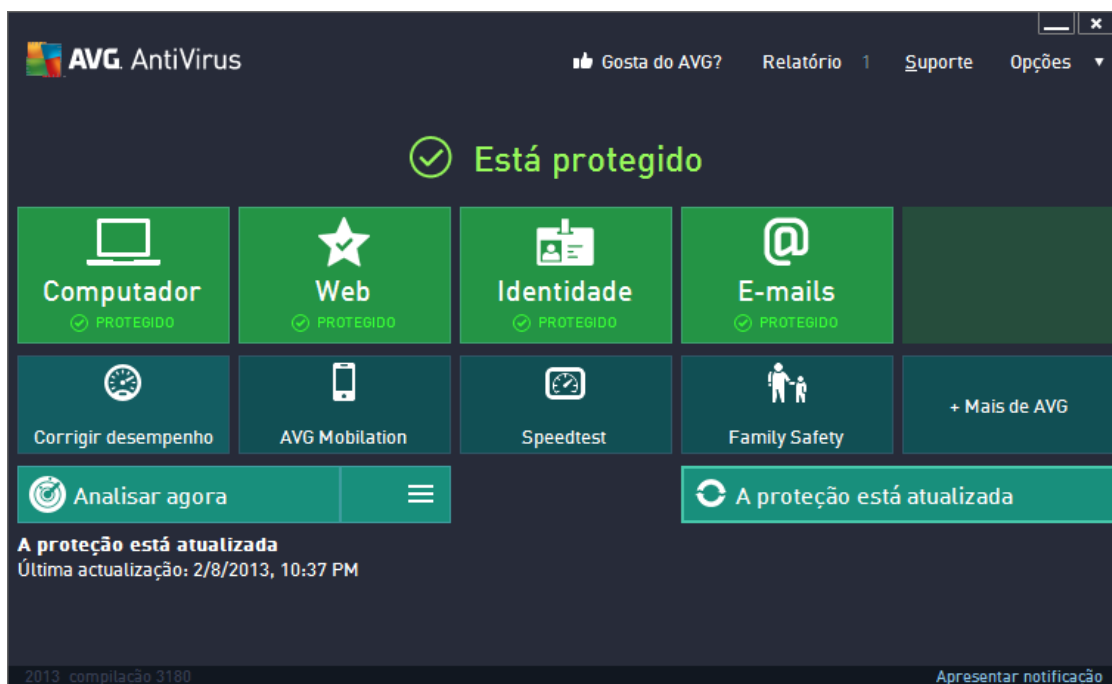 AVG. AntiVirus
Gosta do AVG? Relatório 1 Suporte Opções
Está protegido
Computador Web Identidade E-mails
PROTEGIDO PROTEGIDO PROTEGIDO PROTEGIDO
Corrigir desempenho AVG Mobilation Speedtest Family Safety + Mais de AVG
Analisar agora A proteção está atualizada
A proteção está atualizada
Última actualização: 2/8/2013, 10:37 PM
2013 compilação 3180 Apresentar notificação